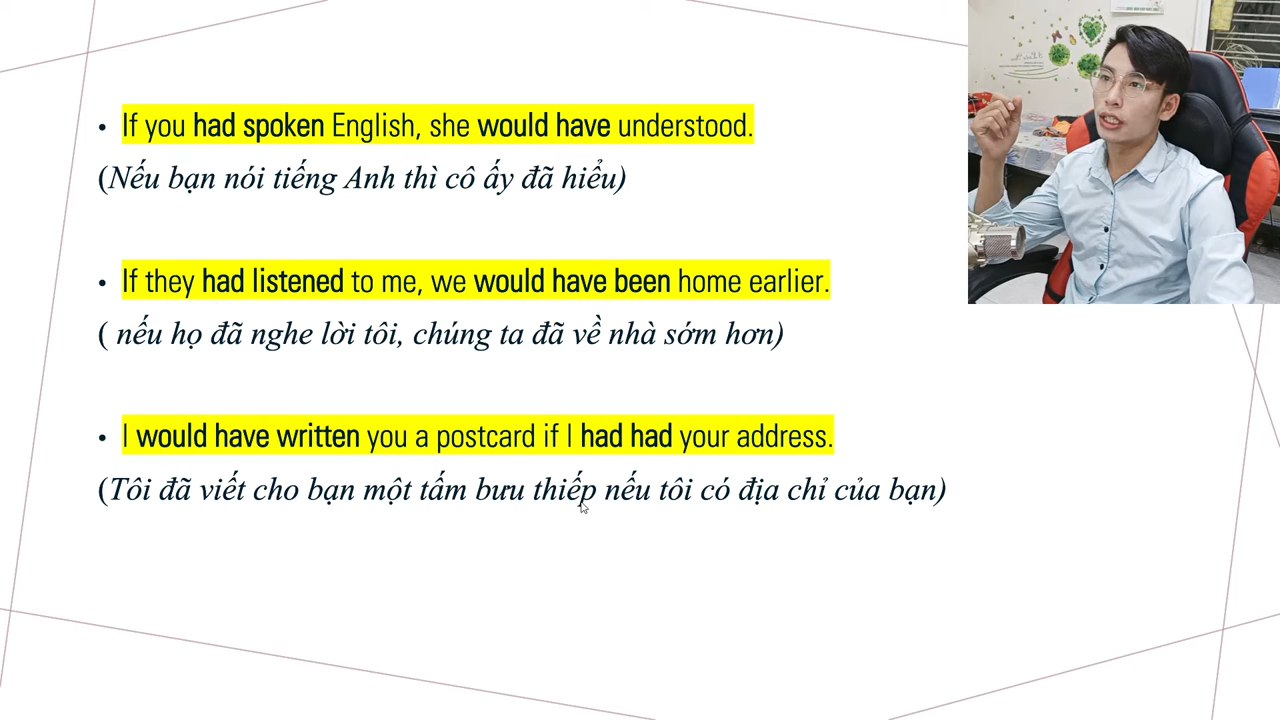 • If you had spoken English, she would have understood.
(Nếu bạn nói tiếng Anh thì cô ấy đã hiểu)
• If they had listened to me, we would have been home earlier.
( nếu họ đã nghe lời tôi, chúng ta đã về nhà sớm hơn)
• I would have written you a postcard if I had had your address.
(Tôi đã viết cho bạn một tấm bưu thiếp nếu tôi có địa chỉ của bạn)